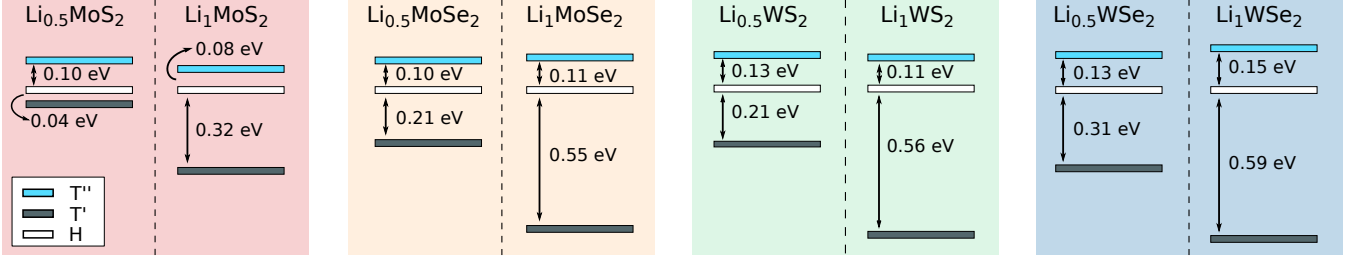 Li₀.₅MoS₂ Li₁MoS₂
0.10 eV
0.04 eV
0.08 eV
0.32 eV
T''
T'
H
Li₀.₅MoSe₂ Li₁MoSe₂
0.10 eV
0.21 eV
0.11 eV
0.55 eV
Li₀.₅WS₂ Li₁WS₂
0.13 eV
0.21 eV
0.11 eV
0.56 eV
Li₀.₅WSe₂ Li₁WSe₂
0.13 eV
0.31 eV
0.15 eV
0.59 eV